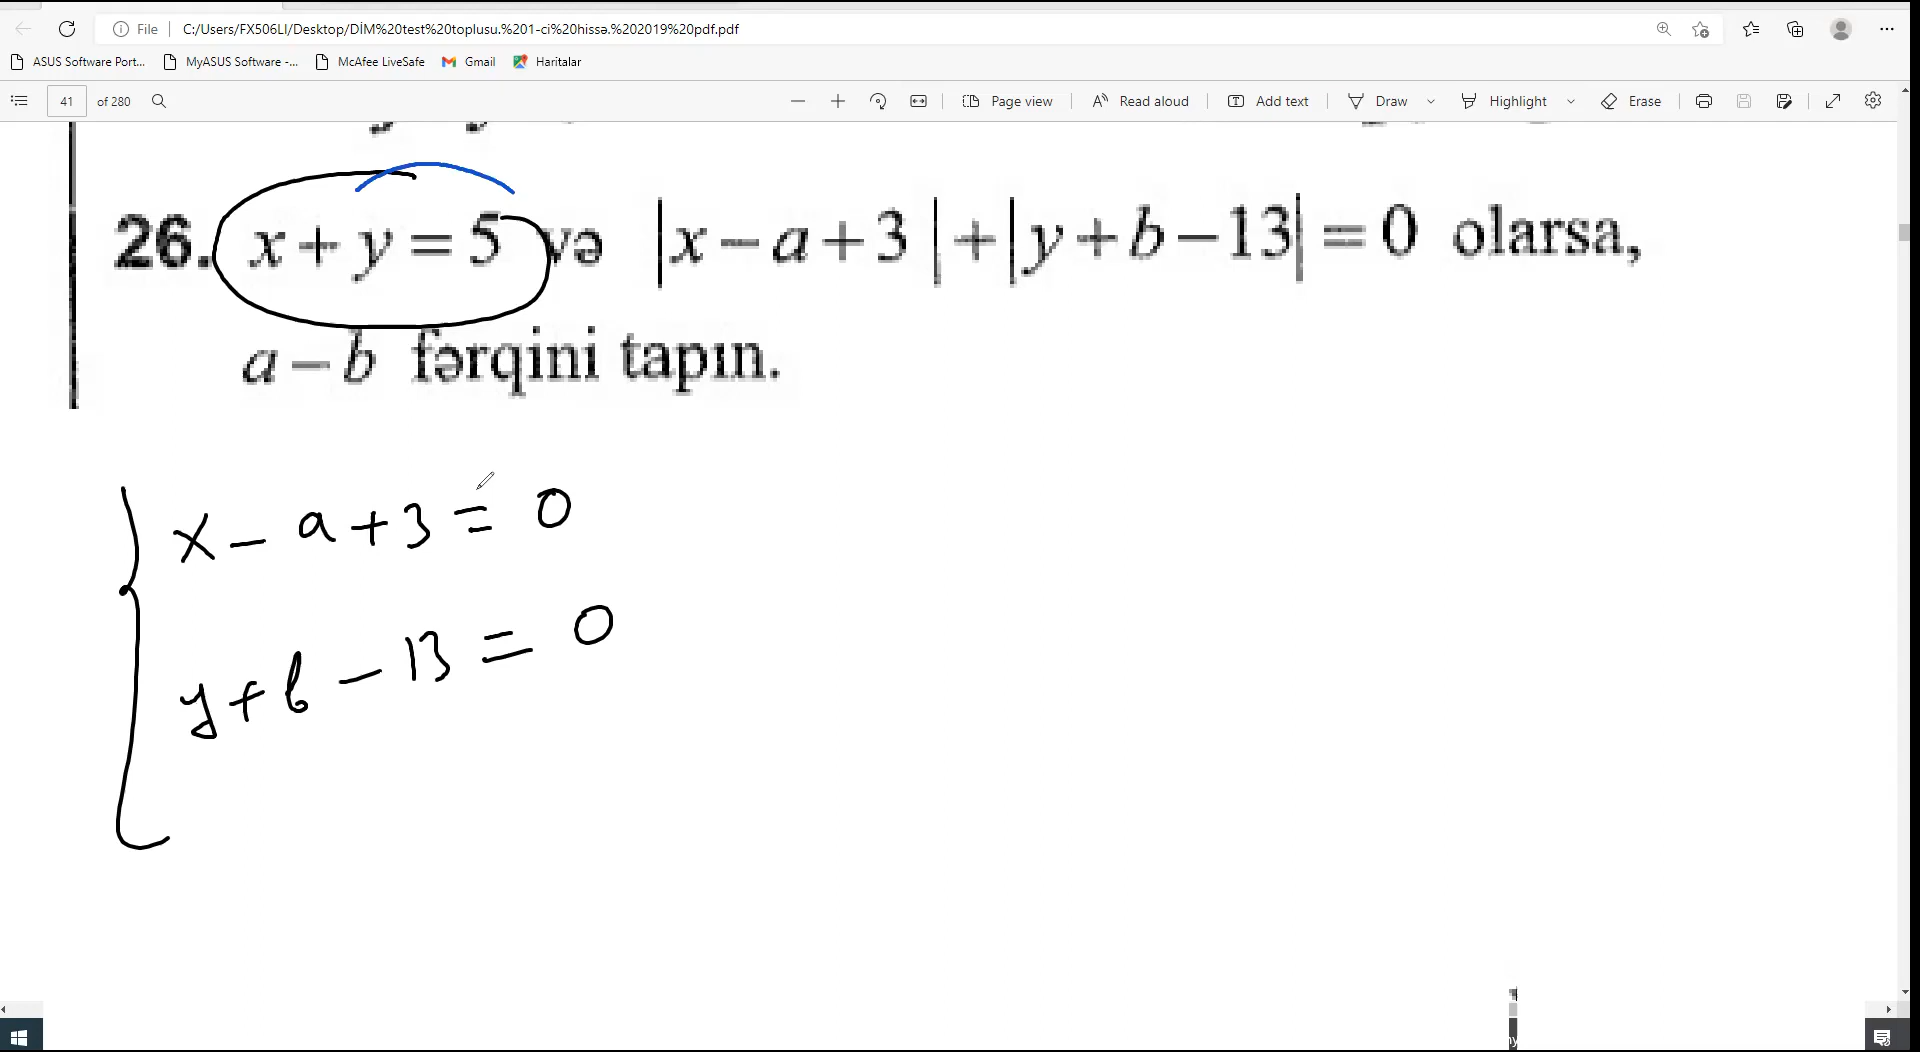 File C:/Users/FX506LI/Desktop/DİM%20test%20toplusu.%201-ci%20hissə.%202019%20pdf.pdf
ASUS Software Port... MyASUS Software -... McAfee LiveSafe Gmail Haritalar
41 of 280 Page view Read aloud Add text Draw Highlight Erase
26. x + y = 5 və |x − a + 3| + |y + b − 13| = 0 olarsa,
a − b fərqini tapın.
x − a + 3 = 0
y + b − 13 = 0